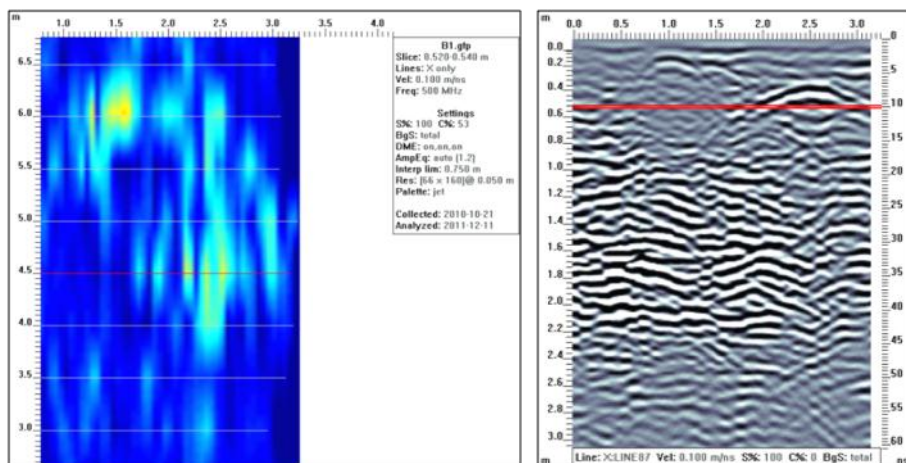 m
1.0 1.5 2.0 2.5 3.0 3.5 4.0
6.5
6.0
5.5
5.0
4.5
4.0
3.5
3.0
m
B1.gfp
Slice: 0.520-0.540 m
Lines: X only
Vel: 0.100 m/ns
Freq: 500 MHz
Settings
S%: 100 C%: 53
BgS: total
DME: on,on,on
AmpEq: auto (1.2)
Interp lim: 0.750 m
Res: [66 × 160]@ 0.050 m
Palette: jet
Collected: 2010-10-21
Analyzed: 2011-12-11
m
0.0 0.5 1.0 1.5 2.0 2.5 3.0
0.0
0.2
0.4
0.6
0.8
1.0
1.2
1.4
1.6
1.8
2.0
2.2
2.4
2.6
2.8
3.0
m
0
5
10
15
20
25
30
35
40
45
50
55
60
ns
Line: X:LINE87 Vel: 0.100 m/ns S%: 100 C%: 0 BgS: total